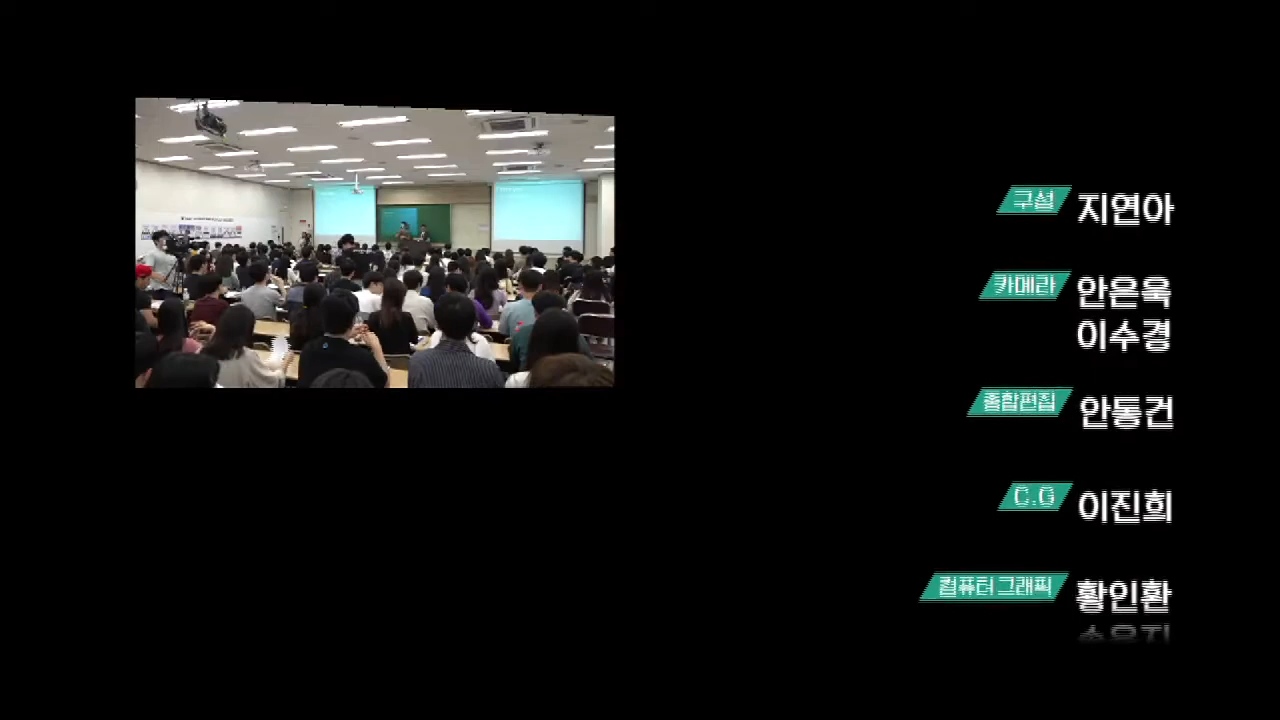 구성 지연아
카메라 안은욱
이수경
종합편집 안통건
C.G 이진희
컴퓨터 그래픽 황인환